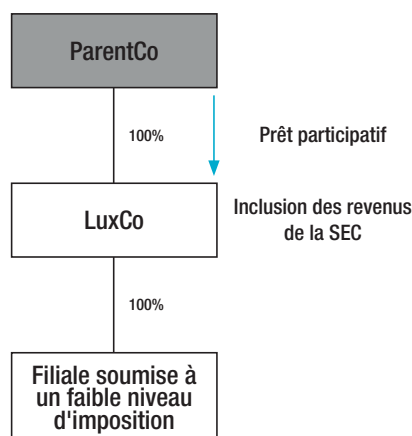 ParentCo
100%
Prêt participatif
LuxCo
Inclusion des revenus
de la SEC
100%
Filiale soumise à
un faible niveau
d'imposition